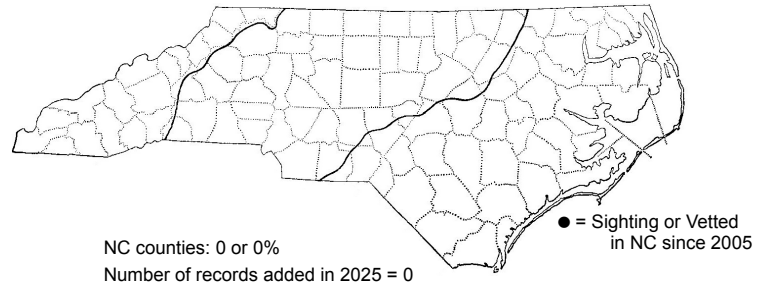 ● = Sighting or Vetted
in NC since 2005
NC counties: 0 or 0%
Number of records added in 2025 = 0